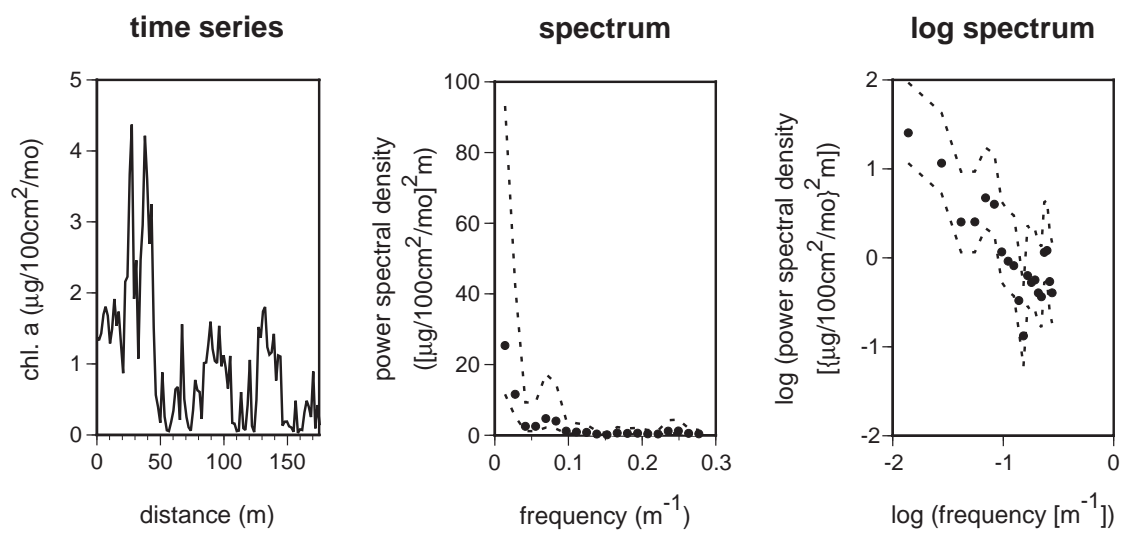 time series
spectrum
log spectrum
chl. a (µg/100cm²/mo)
5
4
3
2
1
0
0 50 100 150
distance (m)
power spectral density
([µg/100cm²/mo]²m)
100
80
60
40
20
0
0 0.1 0.2 0.3
frequency (m⁻¹)
log (power spectral density
[{µg/100cm²/mo}²m])
2
1
0
-1
-2
-2 -1 0
log (frequency [m⁻¹])